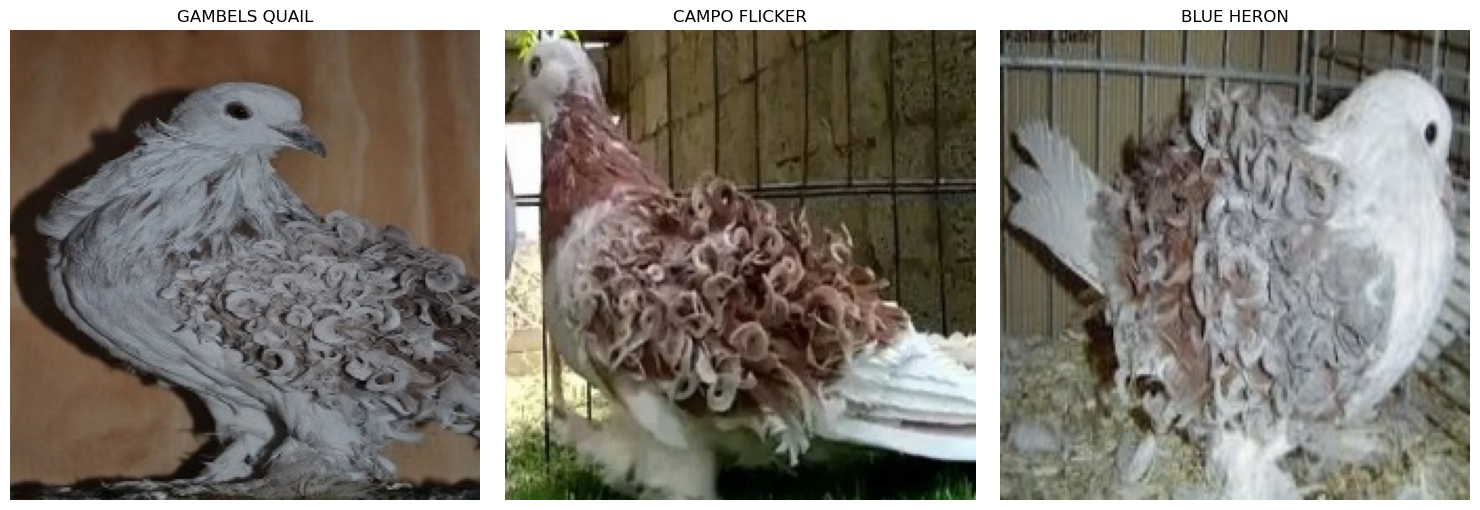 GAMBELS QUAIL
CAMPO FLICKER
BLUE HERON